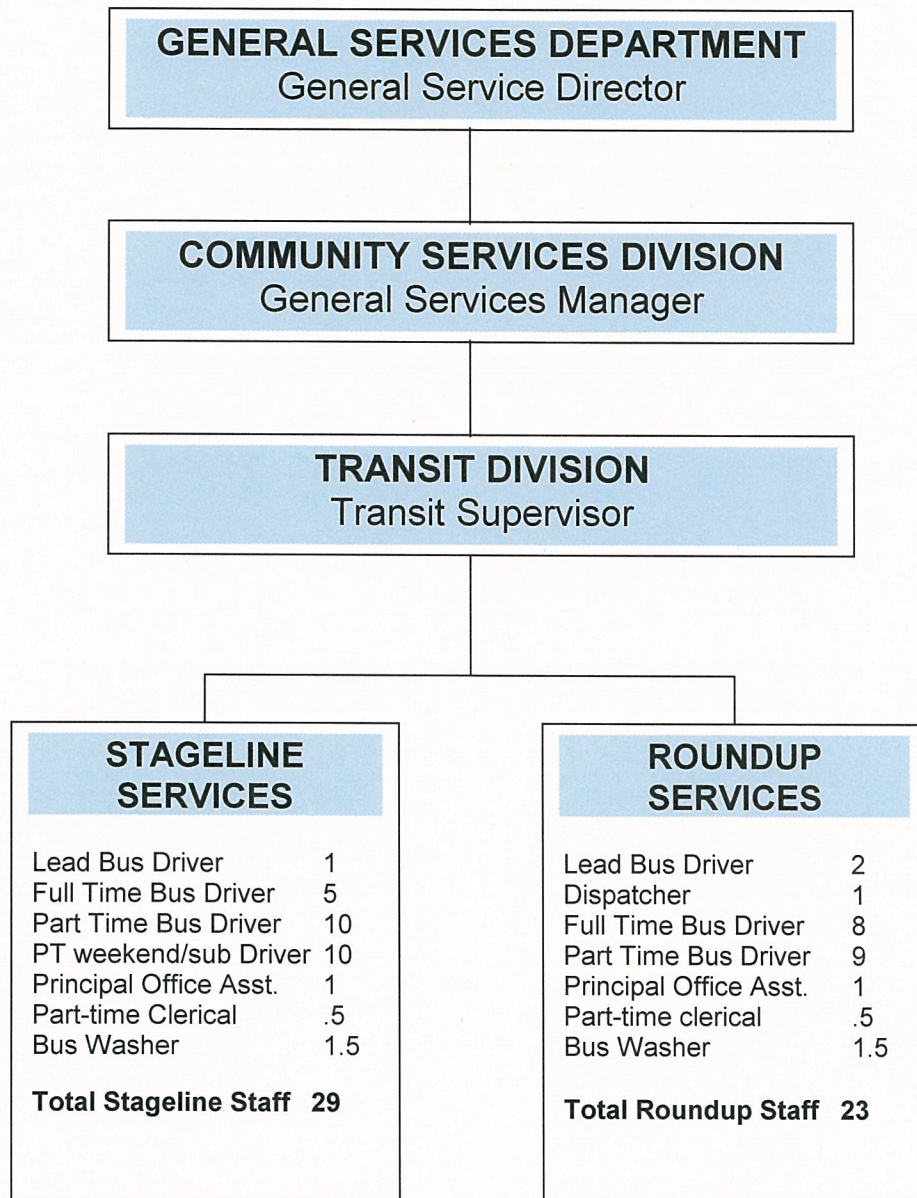 GENERAL SERVICES DEPARTMENT
General Service Director
COMMUNITY SERVICES DIVISION
General Services Manager
TRANSIT DIVISION
Transit Supervisor
STAGELINE
SERVICES
Lead Bus Driver 1
Full Time Bus Driver 5
Part Time Bus Driver 10
PT weekend/sub Driver 10
Principal Office Asst. 1
Part-time Clerical .5
Bus Washer 1.5
Total Stageline Staff 29
ROUNDUP
SERVICES
Lead Bus Driver 2
Dispatcher 1
Full Time Bus Driver 8
Part Time Bus Driver 9
Principal Office Asst. 1
Part-time clerical .5
Bus Washer 1.5
Total Roundup Staff 23